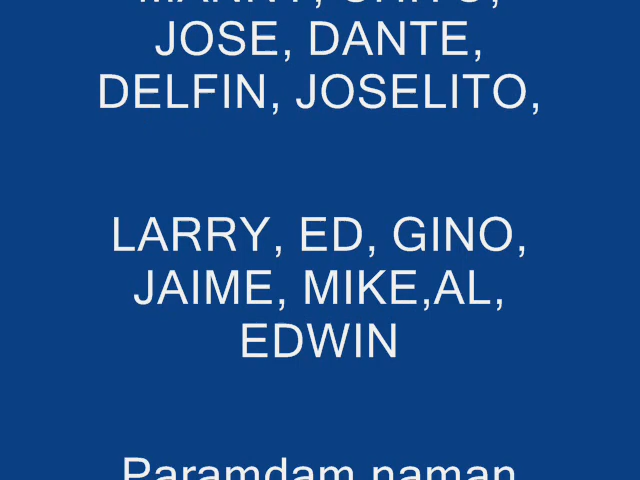 JOSE, DANTE,
DELFIN, JOSELITO,
LARRY, ED, GINO,
JAIME, MIKE,AL,
EDWIN
Paramdam naman